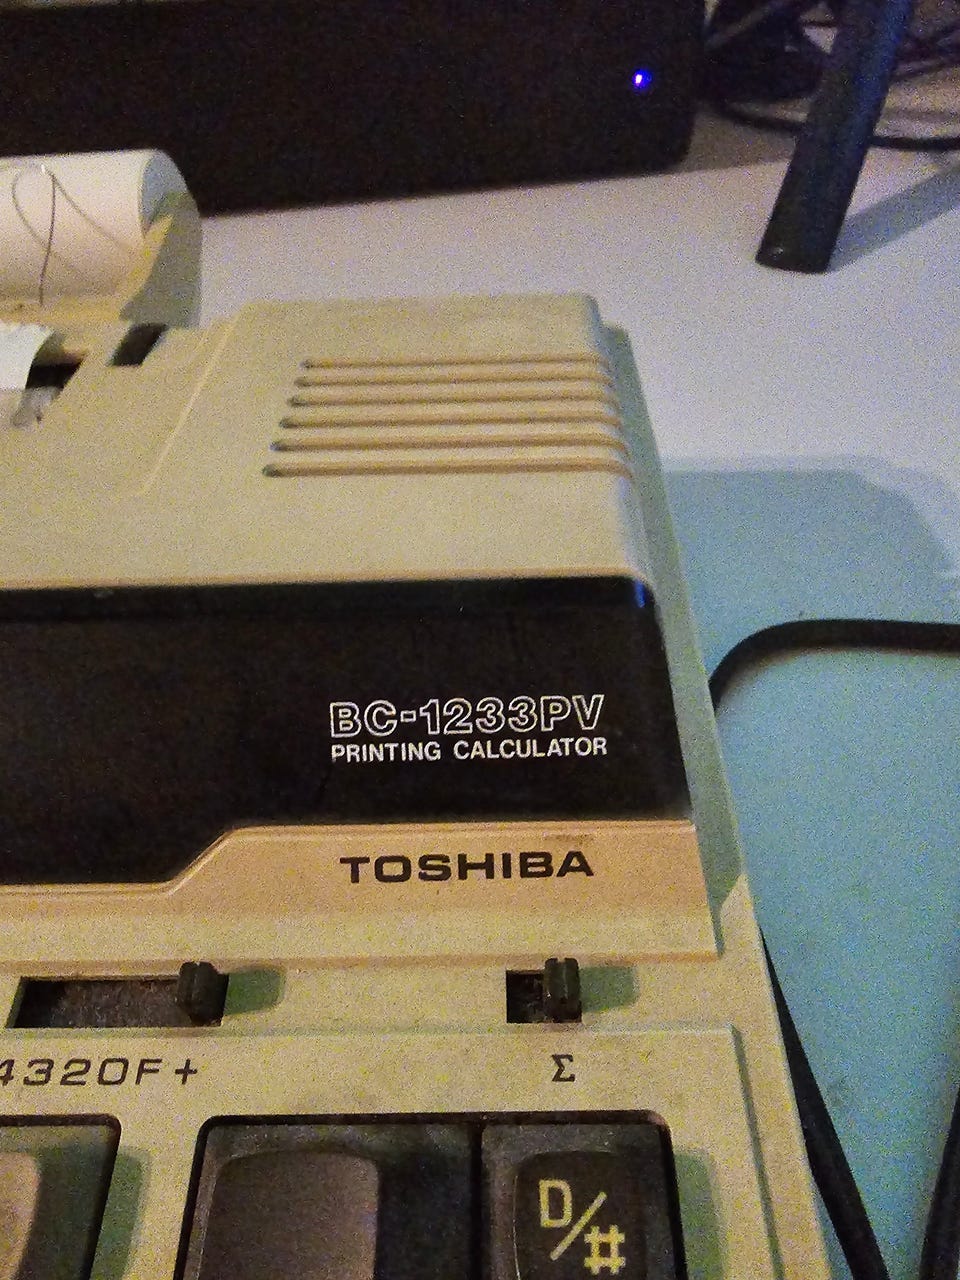 BC-1233PV
PRINTING CALCULATOR
TOSHIBA
4320F+ Σ
D/#